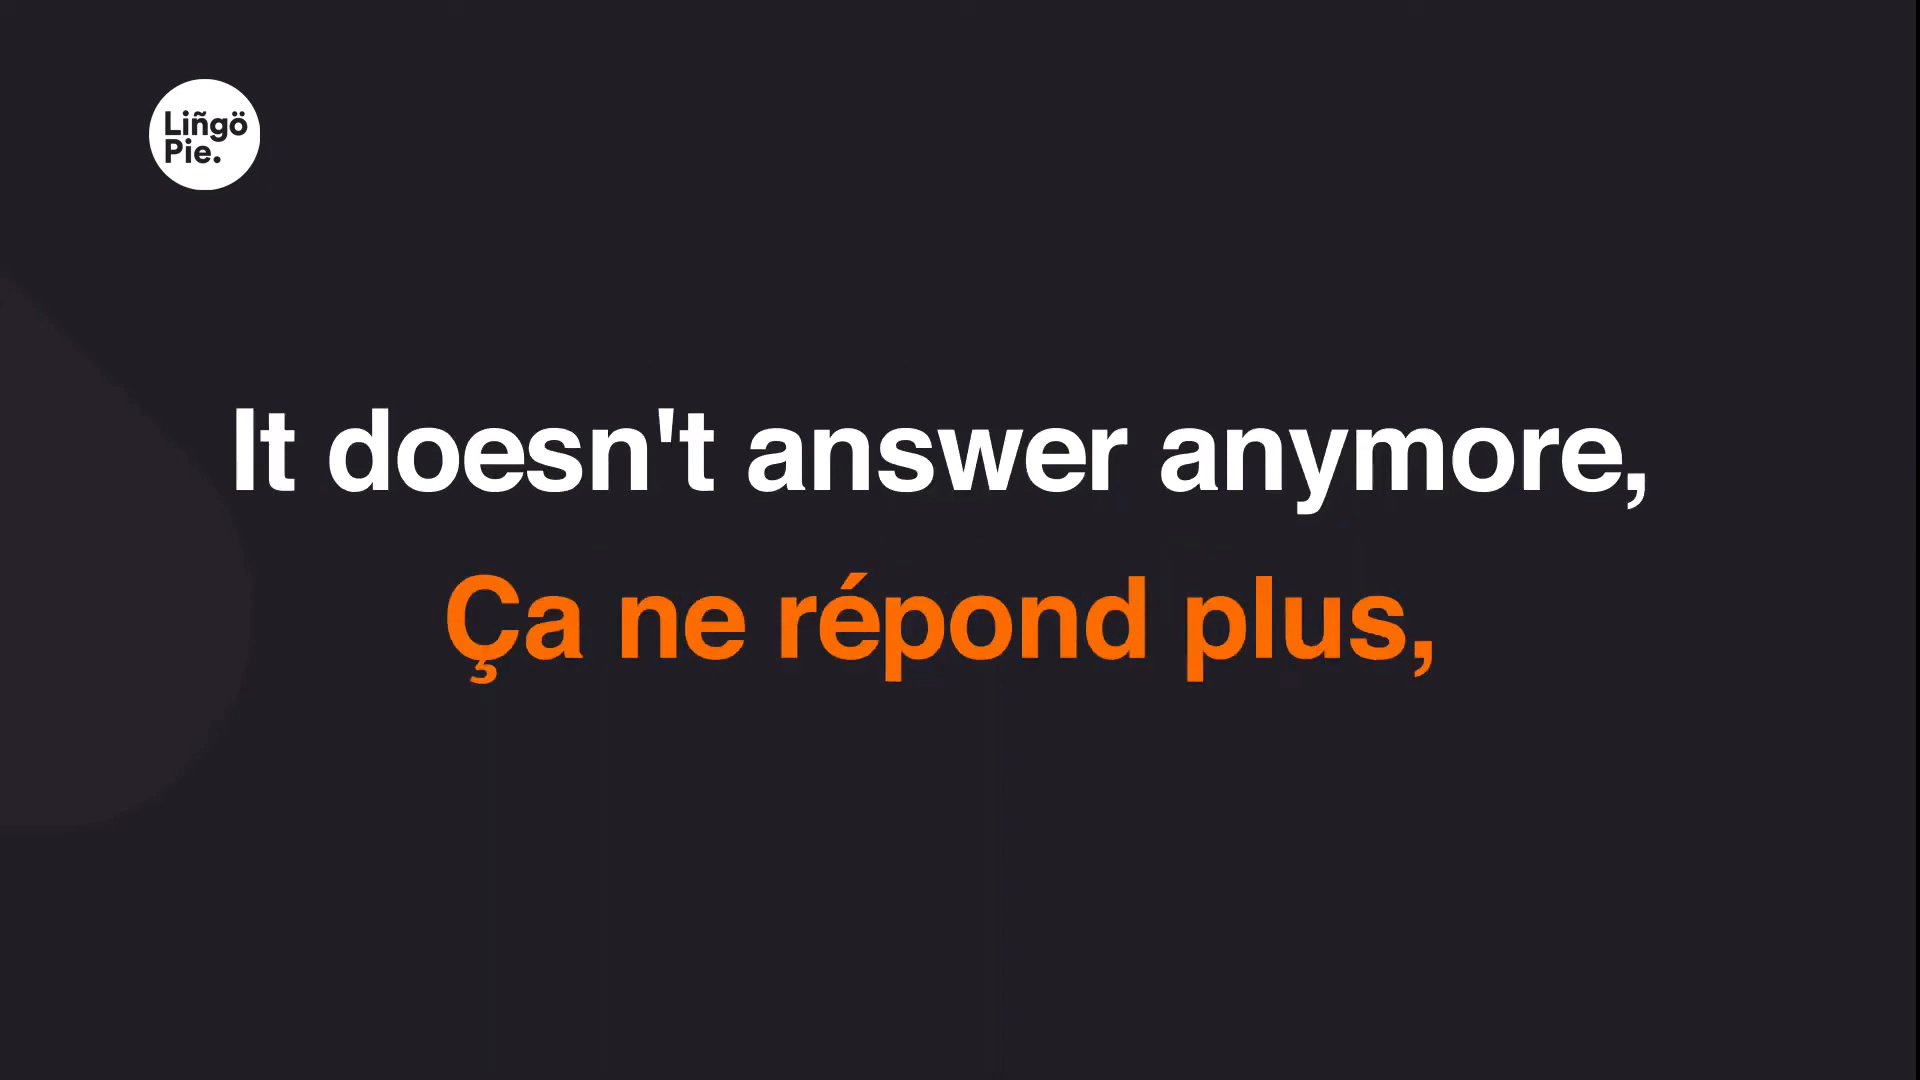 Liñgö
Pie.
It doesn't answer anymore,
Ça ne répond plus,